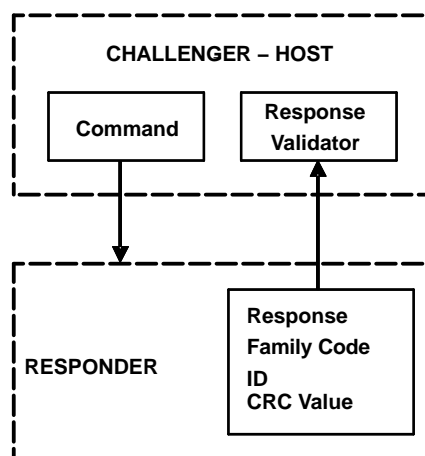 CHALLENGER – HOST
Command
Response
Validator
RESPONDER
Response
Family Code
ID
CRC Value